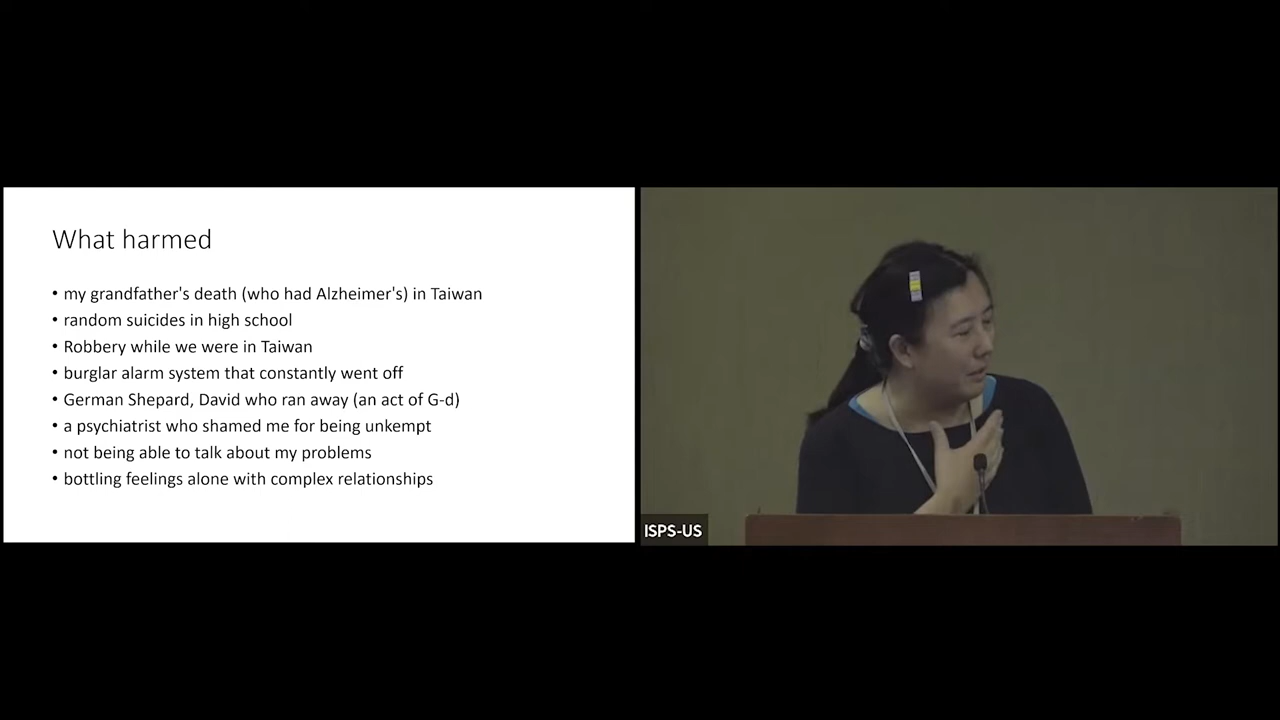 What harmed
• my grandfather's death (who had Alzheimer's) in Taiwan
• random suicides in high school
• Robbery while we were in Taiwan
• burglar alarm system that constantly went off
• German Shepard, David who ran away (an act of G-d)
• a psychiatrist who shamed me for being unkempt
• not being able to talk about my problems
• bottling feelings alone with complex relationships
ISPS-US